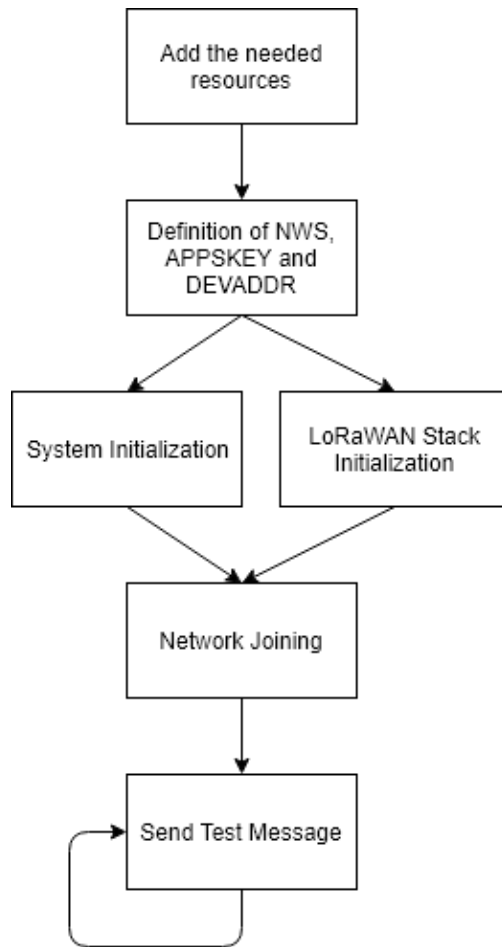 Add the needed
resources
Definition of NWS,
APPSKEY and
DEVADDR
System Initialization
LoRaWAN Stack
Initialization
Network Joining
Send Test Message